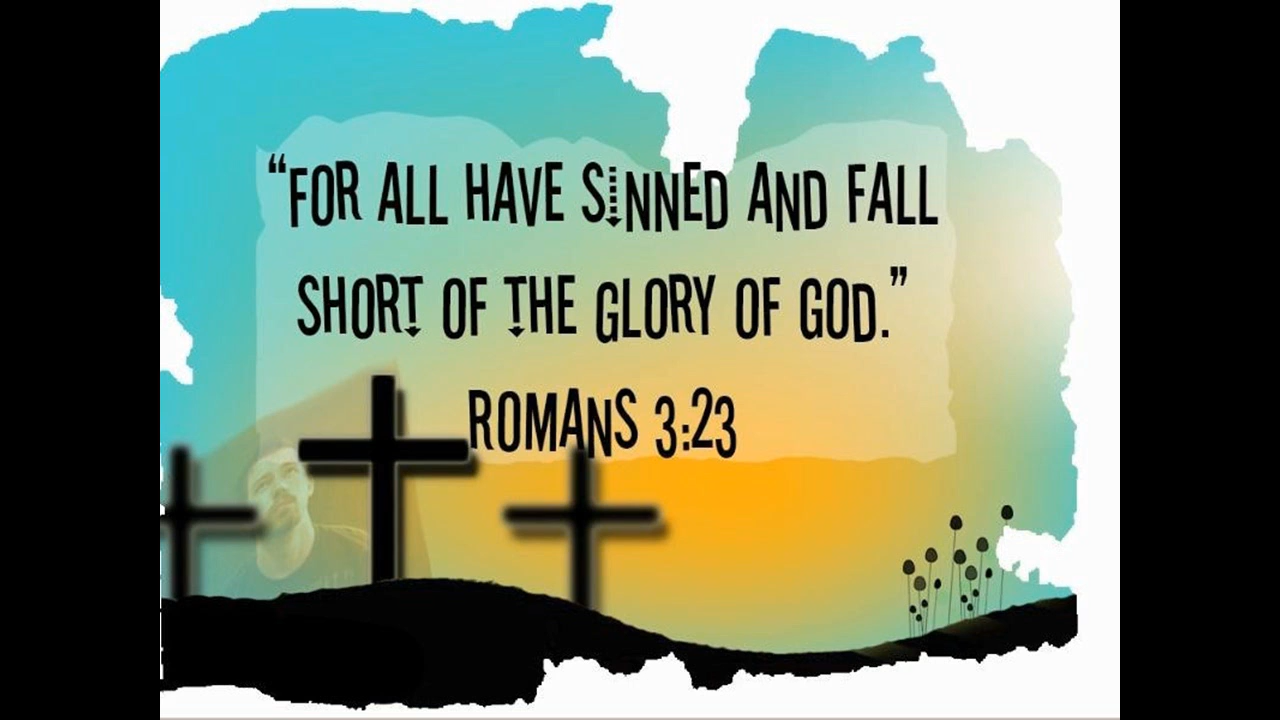 “FOR ALL HAVE SINNED AND FALL
SHORT OF THE GLORY OF GOD.”
ROMANS 3:23